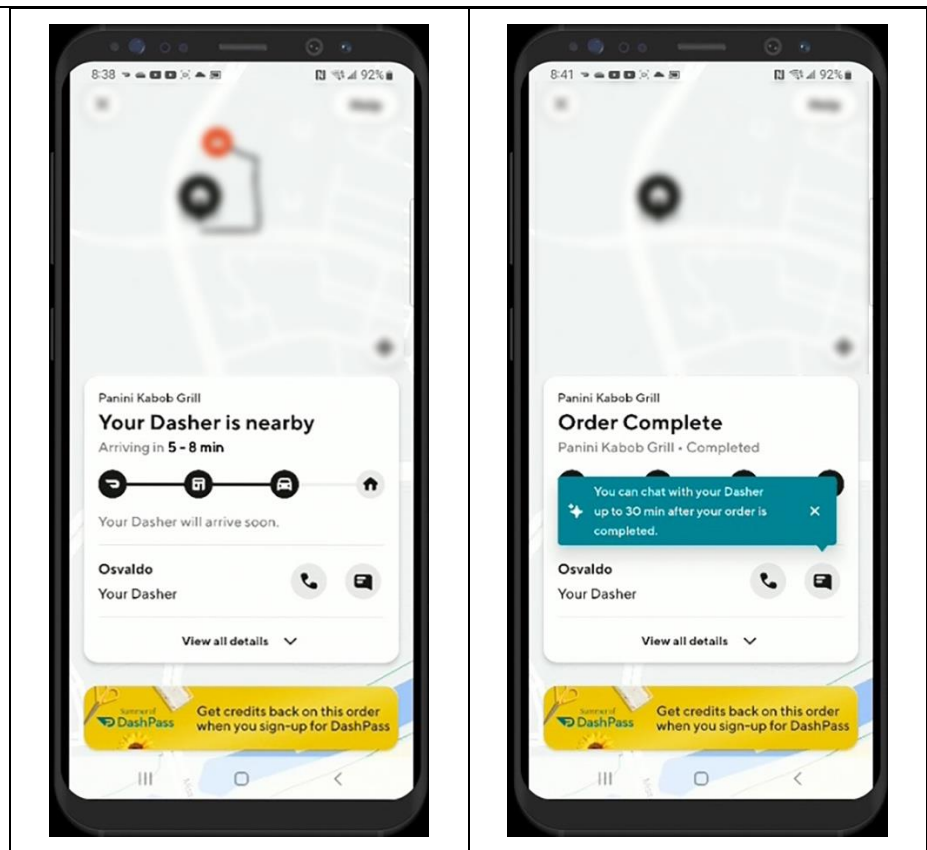 8:38
92%
Panini Kabob Grill
Your Dasher is nearby
Arriving in 5 - 8 min
Your Dasher will arrive soon.
Osvaldo
Your Dasher
View all details
Summer of
DashPass
Get credits back on this order
when you sign-up for DashPass
8:41
92%
Panini Kabob Grill
Order Complete
Panini Kabob Grill • Completed
You can chat with your Dasher
up to 30 min after your order is
completed.
Osvaldo
Your Dasher
View all details
Summer of
DashPass
Get credits back on this order
when you sign-up for DashPass